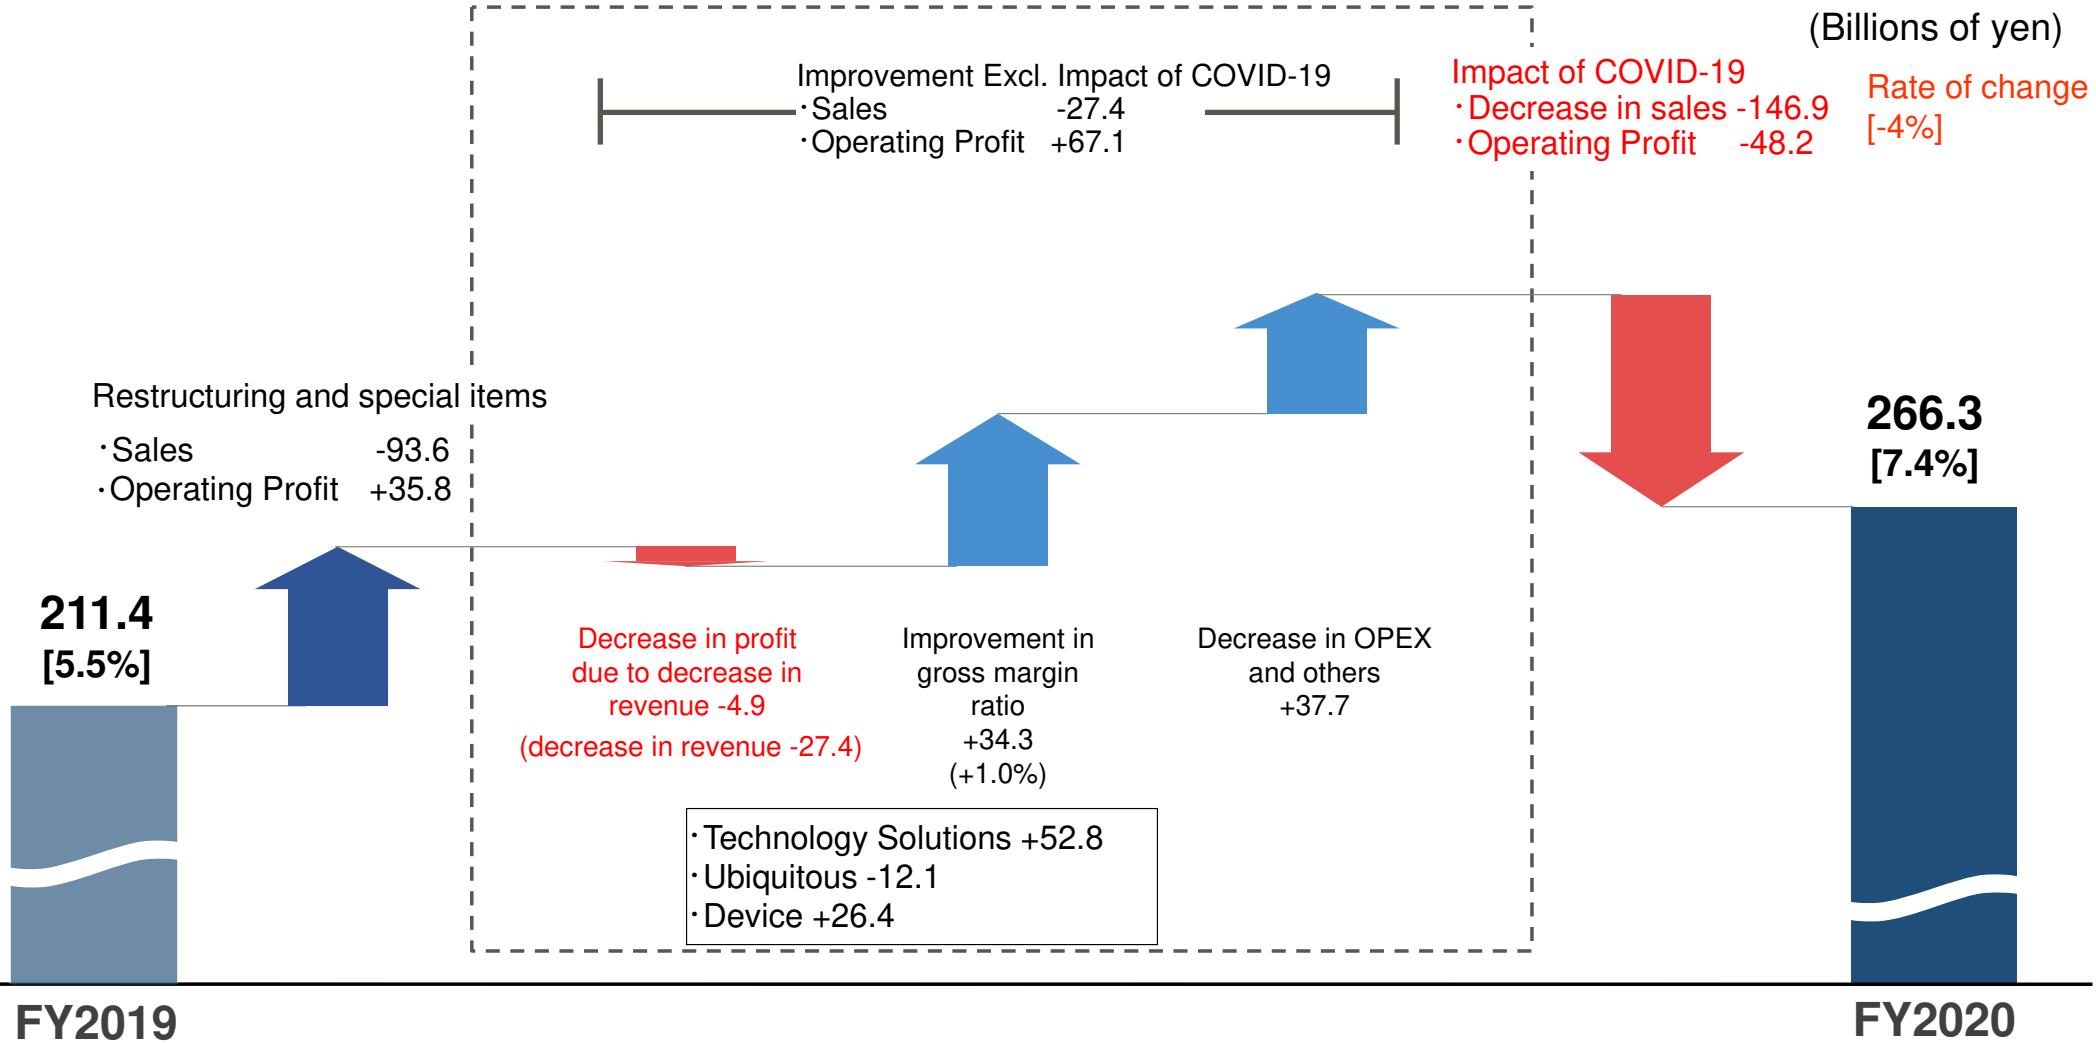 (Billions of yen)
Improvement Excl. Impact of COVID-19
・Sales -27.4
・Operating Profit +67.1
Impact of COVID-19
・Decrease in sales -146.9
・Operating Profit -48.2
Rate of change
[-4%]
Restructuring and special items
・Sales -93.6
・Operating Profit +35.8
211.4
[5.5%]
266.3
[7.4%]
Decrease in profit
due to decrease in
revenue -4.9
(decrease in revenue -27.4)
Improvement in
gross margin
ratio
+34.3
(+1.0%)
Decrease in OPEX
and others
+37.7
・Technology Solutions +52.8
・Ubiquitous -12.1
・Device +26.4
FY2019
FY2020